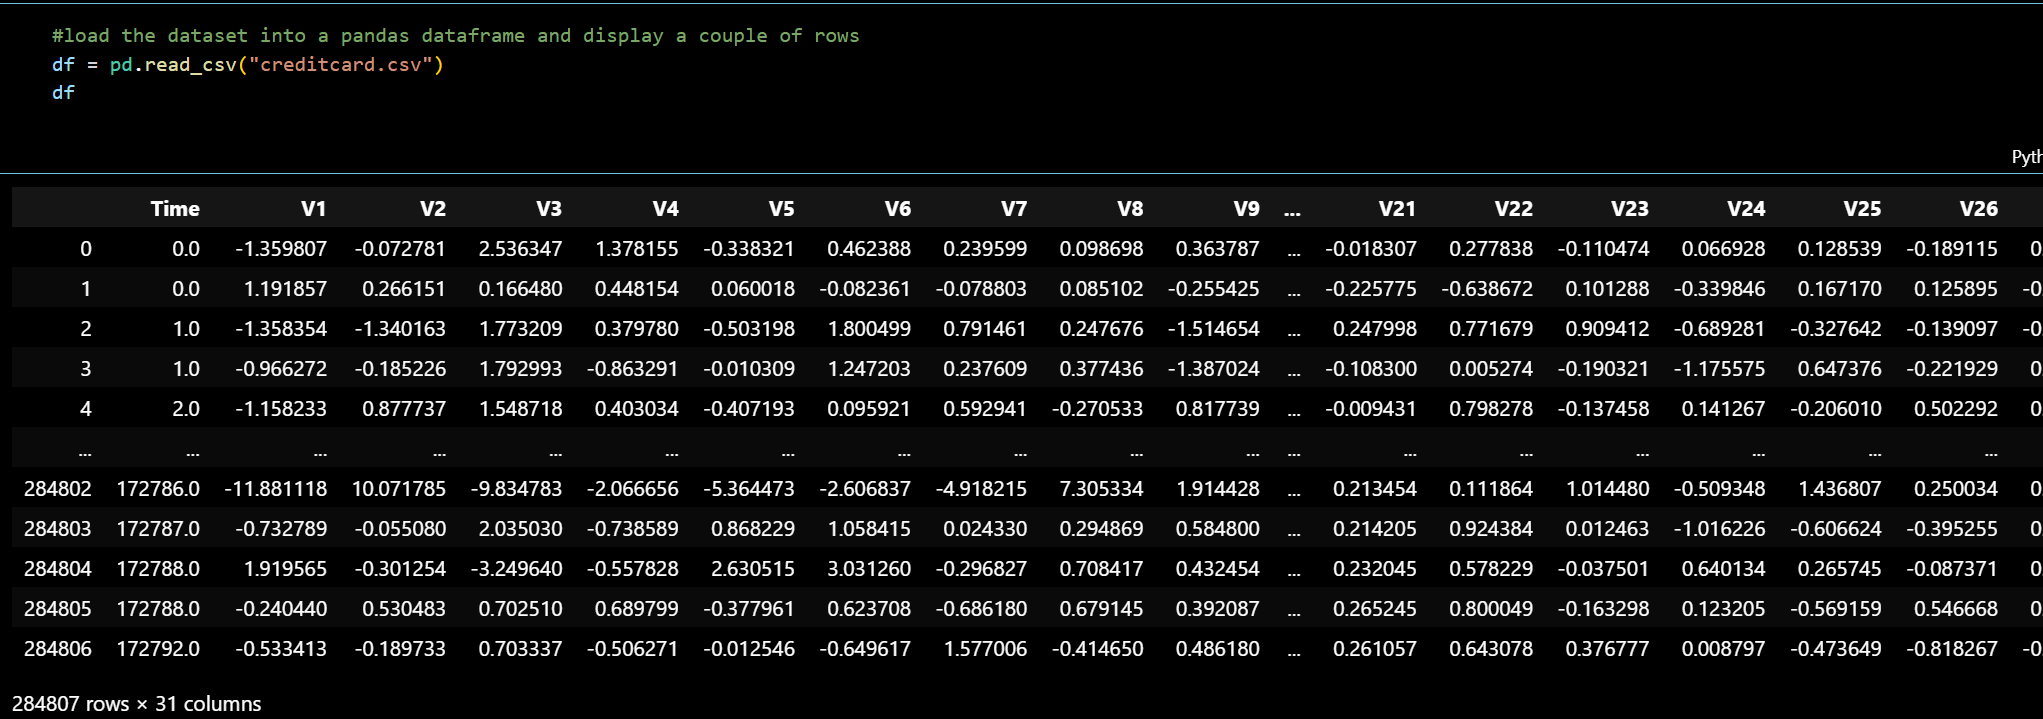 #load the dataset into a pandas dataframe and display a couple of rows
df = pd.read_csv("creditcard.csv")
df
Pyth
Time V1 V2 V3 V4 V5 V6 V7 V8 V9 ... V21 V22 V23 V24 V25 V26
0 0.0 -1.359807 -0.072781 2.536347 1.378155 -0.338321 0.462388 0.239599 0.098698 0.363787 ... -0.018307 0.277838 -0.110474 0.066928 0.128539 -0.189115 0
1 0.0 1.191857 0.266151 0.166480 0.448154 0.060018 -0.082361 -0.078803 0.085102 -0.255425 ... -0.225775 -0.638672 0.101288 -0.339846 0.167170 0.125895 -0
2 1.0 -1.358354 -1.340163 1.773209 0.379780 -0.503198 1.800499 0.791461 0.247676 -1.514654 ... 0.247998 0.771679 0.909412 -0.689281 -0.327642 -0.139097 -0
3 1.0 -0.966272 -0.185226 1.792993 -0.863291 -0.010309 1.247203 0.237609 0.377436 -1.387024 ... -0.108300 0.005274 -0.190321 -1.175575 0.647376 -0.221929 0
4 2.0 -1.158233 0.877737 1.548718 0.403034 -0.407193 0.095921 0.592941 -0.270533 0.817739 ... -0.009431 0.798278 -0.137458 0.141267 -0.206010 0.502292 0
... ... ... ... ... ... ... ... ... ... ... ... ... ... ... ... ... ...
284802 172786.0 -11.881118 10.071785 -9.834783 -2.066656 -5.364473 -2.606837 -4.918215 7.305334 1.914428 ... 0.213454 0.111864 1.014480 -0.509348 1.436807 0.250034 0
284803 172787.0 -0.732789 -0.055080 2.035030 -0.738589 0.868229 1.058415 0.024330 0.294869 0.584800 ... 0.214205 0.924384 0.012463 -1.016226 -0.606624 -0.395255 0
284804 172788.0 1.919565 -0.301254 -3.249640 -0.557828 2.630515 3.031260 -0.296827 0.708417 0.432454 ... 0.232045 0.578229 -0.037501 0.640134 0.265745 -0.087371 0
284805 172788.0 -0.240440 0.530483 0.702510 0.689799 -0.377961 0.623708 -0.686180 0.679145 0.392087 ... 0.265245 0.800049 -0.163298 0.123205 -0.569159 0.546668 0
284806 172792.0 -0.533413 -0.189733 0.703337 -0.506271 -0.012546 -0.649617 1.577006 -0.414650 0.486180 ... 0.261057 0.643078 0.376777 0.008797 -0.473649 -0.818267 -0
284807 rows × 31 columns